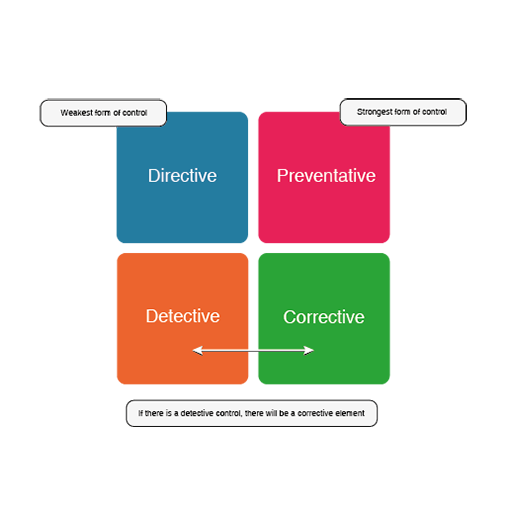 Weakest form of control
Strongest form of control
Directive
Preventative
Detective
Corrective
If there is a detective control, there will be a corrective element